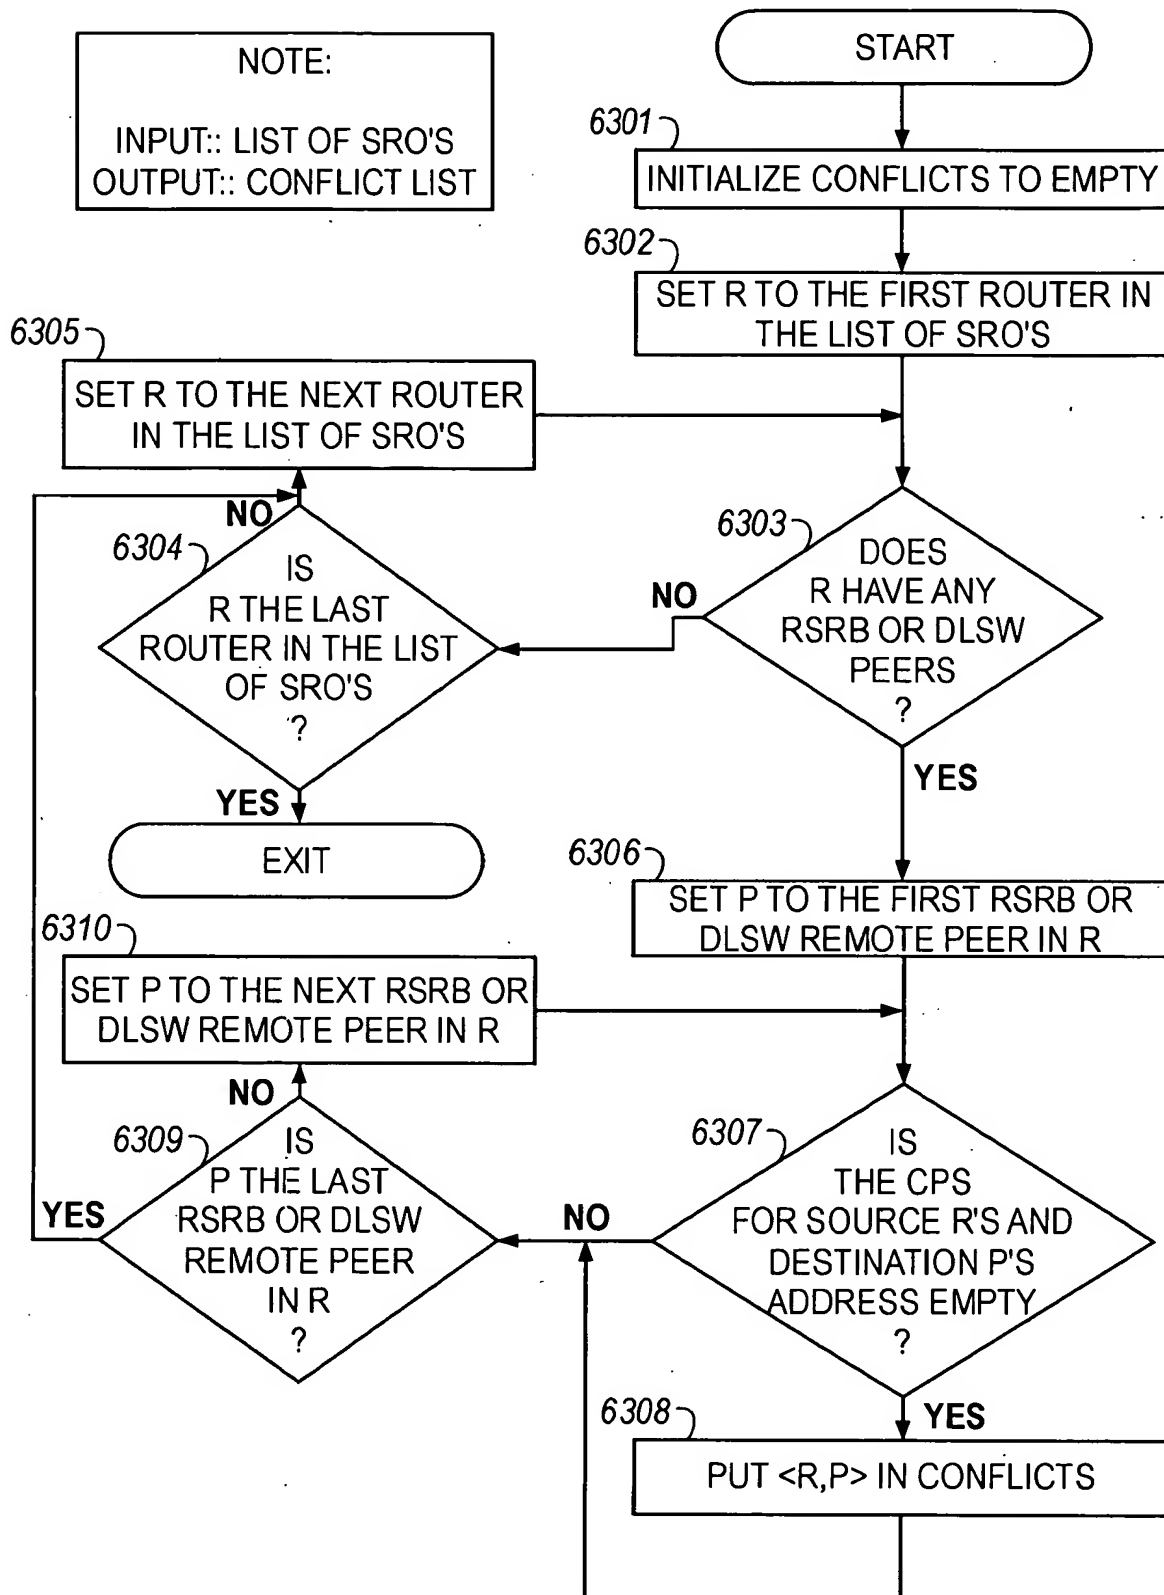 NOTE:
INPUT:: LIST OF SRO'S
OUTPUT:: CONFLICT LIST
START
6301
INITIALIZE CONFLICTS TO EMPTY
6302
SET R TO THE FIRST ROUTER IN
THE LIST OF SRO'S
6305
SET R TO THE NEXT ROUTER
IN THE LIST OF SRO'S
NO
6304
IS
R THE LAST
ROUTER IN THE LIST
OF SRO'S
?
YES
EXIT
6303
DOES
R HAVE ANY
RSRB OR DLSW
PEERS
?
NO
YES
6306
SET P TO THE FIRST RSRB OR
DLSW REMOTE PEER IN R
6310
SET P TO THE NEXT RSRB OR
DLSW REMOTE PEER IN R
NO
6309
IS
P THE LAST
RSRB OR DLSW
REMOTE PEER
IN R
?
YES
6307
IS
THE CPS
FOR SOURCE R'S AND
DESTINATION P'S
ADDRESS EMPTY
?
NO
YES
6308
PUT <R,P> IN CONFLICTS